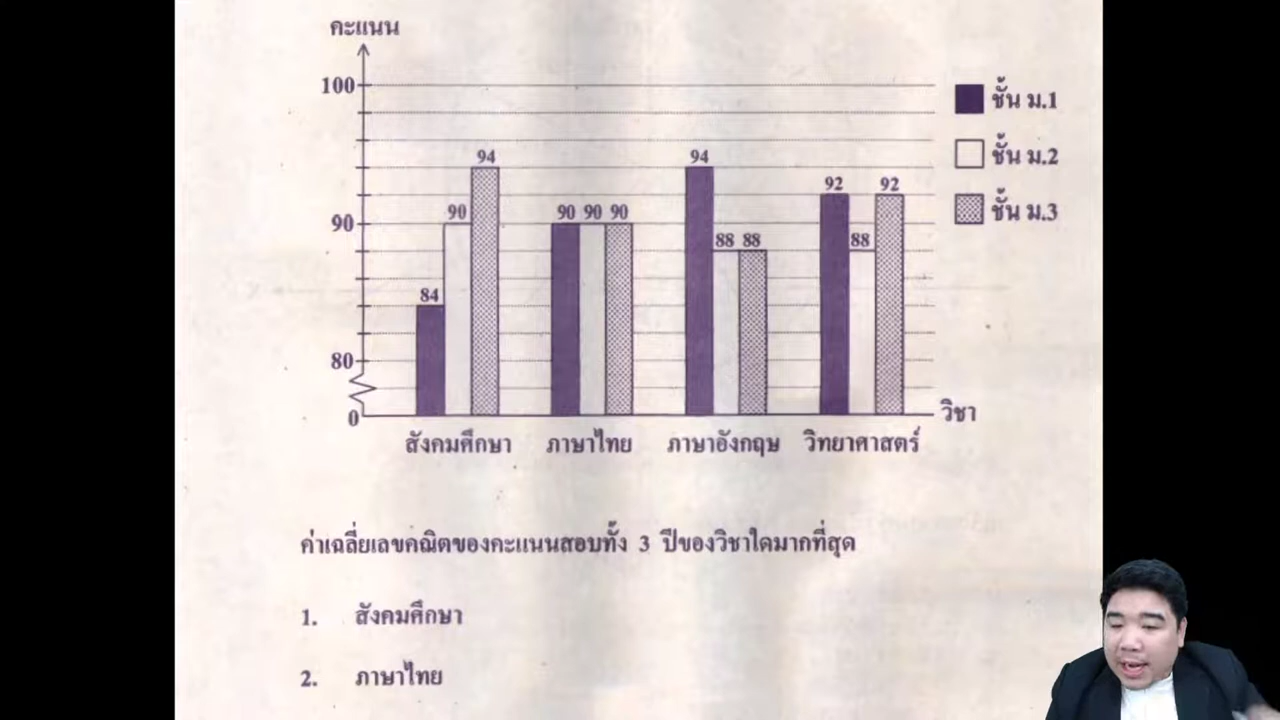 คะแนน
100
90
80
0
84
90
94
90
90
90
94
88
88
92
88
92
ชั้น ม.1
ชั้น ม.2
ชั้น ม.3
วิชา
สังคมศึกษา
ภาษาไทย
ภาษาอังกฤษ
วิทยาศาสตร์
ค่าเฉลี่ยเลขคณิตของคะแนนสอบทั้ง 3 ปีของวิชาใดมากที่สุด
1. สังคมศึกษา
2. ภาษาไทย